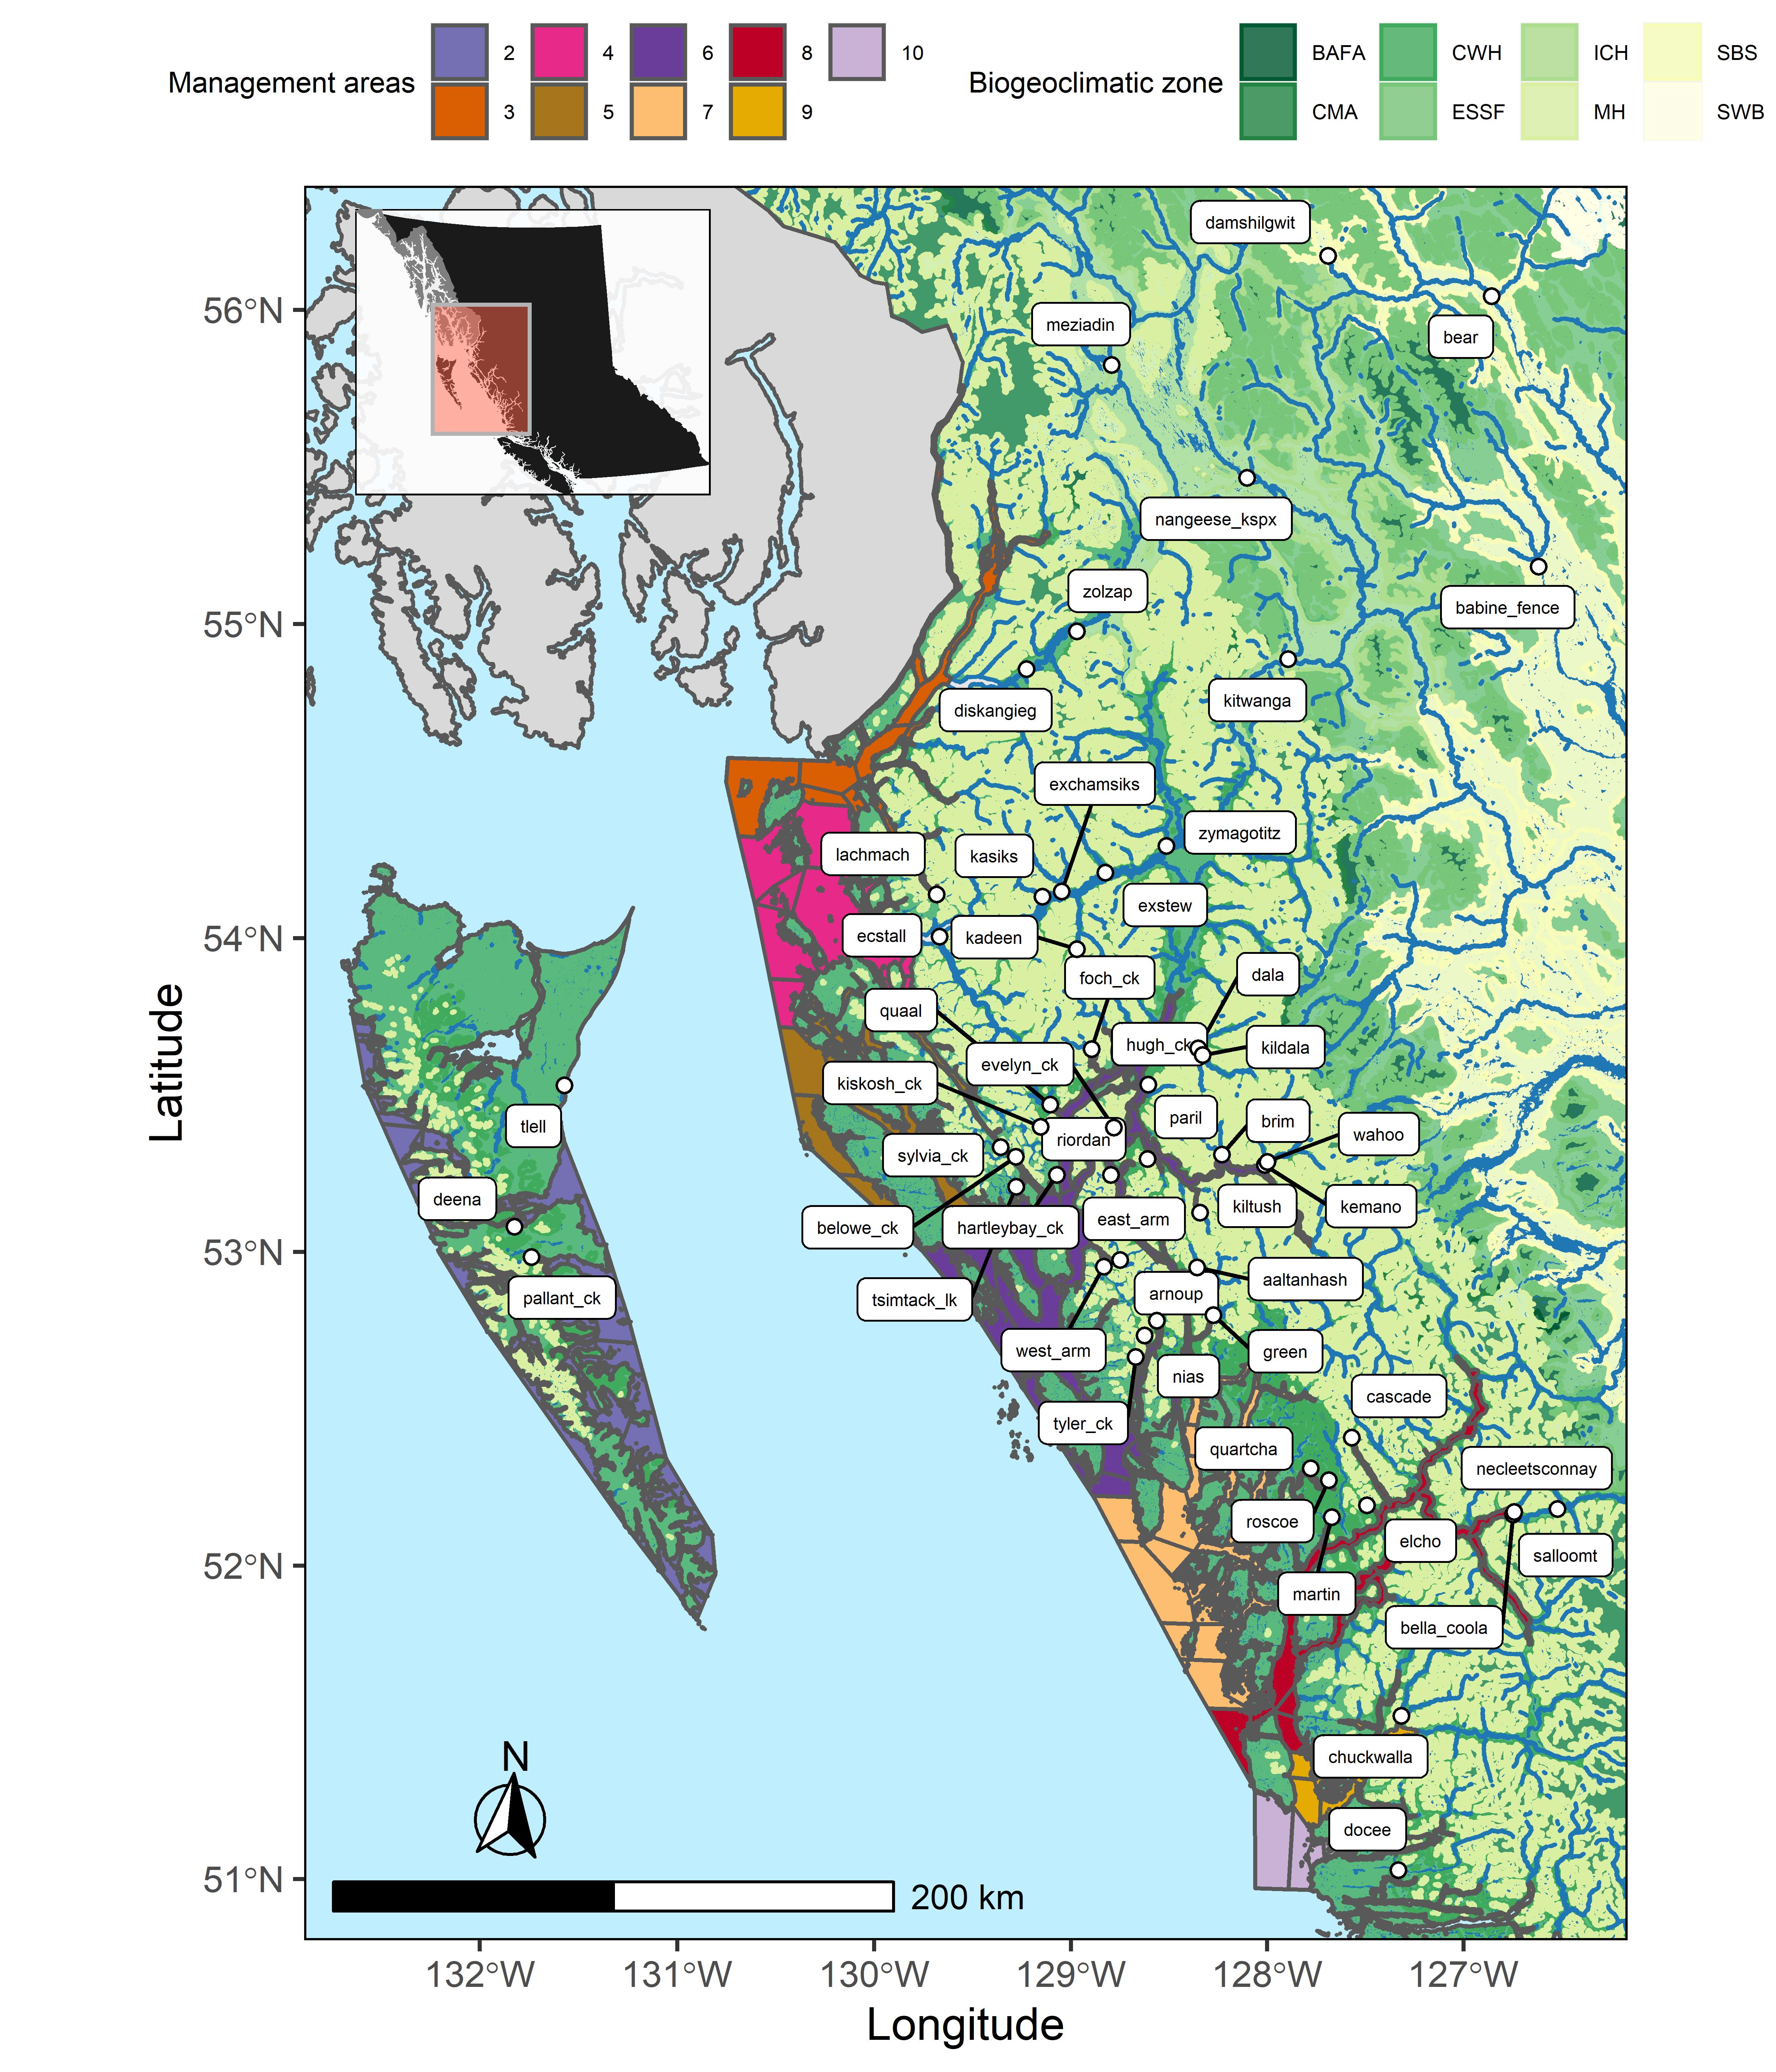 Management areas
2
4
6
8
10
3
5
7
9
Biogeoclimatic zone
BAFA
CWH
ICH
SBS
CMA
ESSF
MH
SWB
damshilgwit
56°N
meziadin
bear
nangeese_kspx
zolzap
babine_fence
55°N
kitwanga
diskangieg
exchamsiks
zymagotitz
lachmach
kasiks
exstew
ecstall
kadeen
54°N
foch_ck
dala
quaal
hugh_ck
kildala
evelyn_ck
kiskosh_ck
paril
brim
tlell
riordan
wahoo
sylvia_ck
deena
kiltush
kemano
belowe_ck
hartleybay_ck
east_arm
53°N
aaltanhash
pallant_ck
tsimtack_lk
arnoup
west_arm
green
nias
cascade
tyler_ck
quartcha
necleetsconnay
roscoe
elcho
salloomt
52°N
martin
bella_coola
N
chuckwalla
docee
51°N
200 km
132°W
131°W
130°W
129°W
128°W
127°W
Longitude
Latitude